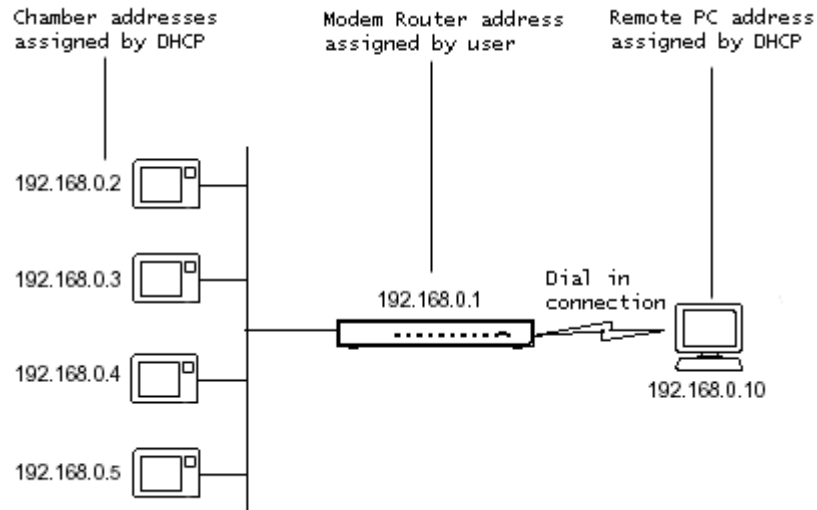 Chamber addresses
assigned by DHCP
Modem Router address
assigned by user
Remote PC address
assigned by DHCP
192.168.0.2
192.168.0.3
192.168.0.4
192.168.0.5
192.168.0.1
Dial in
connection
192.168.0.10